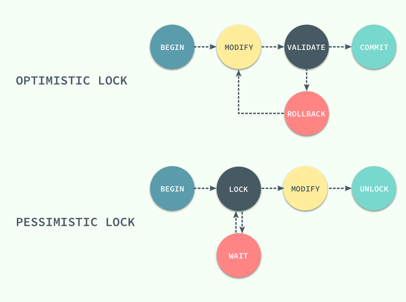 BEGIN
MODIFY
VALIDATE
COMMIT
OPTIMISTIC LOCK
ROLLBACK
BEGIN
LOCK
MODIFY
UNLOCK
PESSIMISTIC LOCK
WAIT